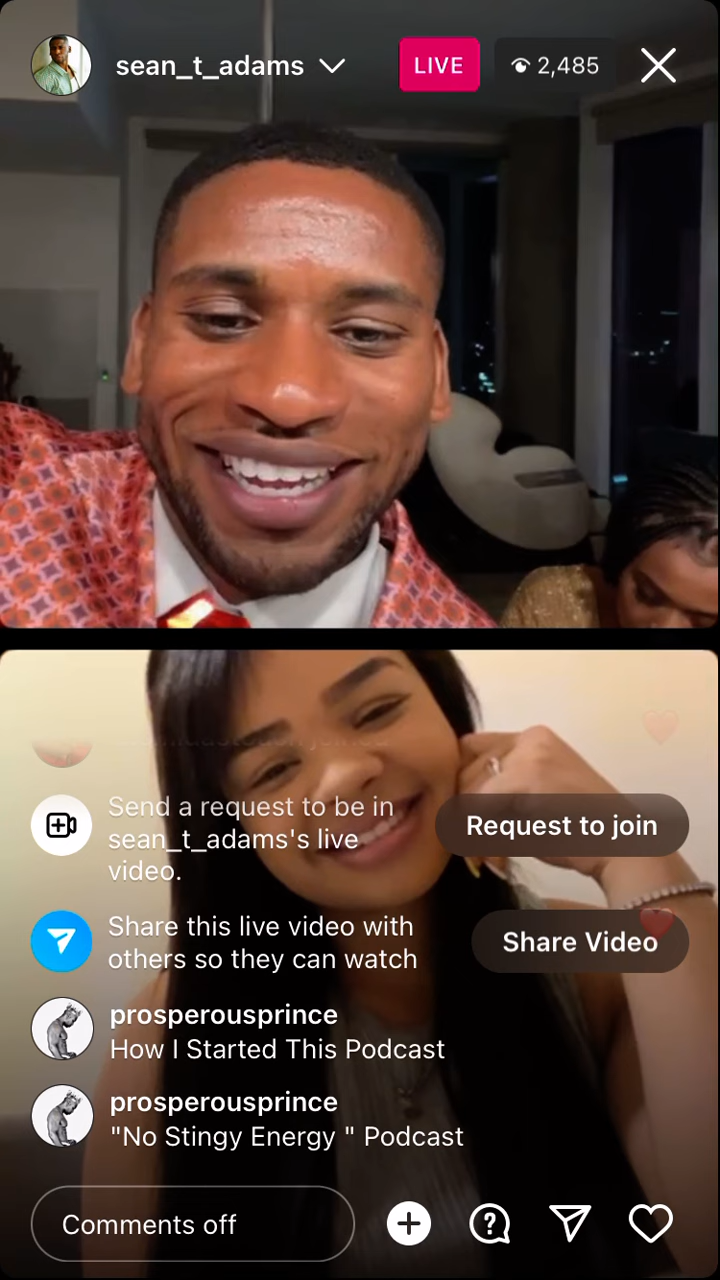 sean_t_adams
LIVE
2,485
Send a request to be in
sean_t_adams's live
video.
Request to join
Share this live video with
others so they can watch
Share Video
prosperousprince
How I Started This Podcast
prosperousprince
"No Stingy Energy " Podcast
Comments off